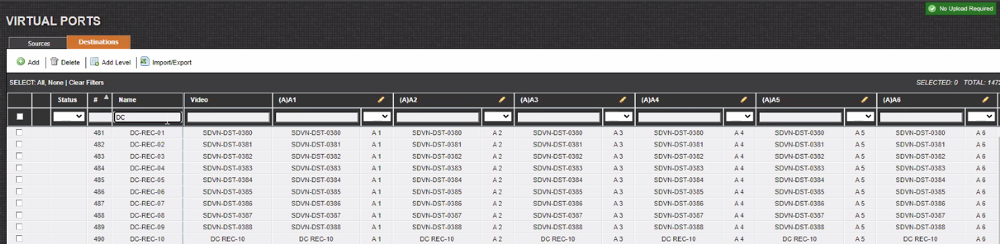 No Upload Required
VIRTUAL PORTS
Sources Destinations
Add Delete Add Level Import/Export
SELECT: All, None | Clear Filters SELECTED: 0 TOTAL: 1472
Status # Name Video (A)A1 (A)A2 (A)A3 (A)A4 (A)A5 (A)A6
DC
481 DC-REC-01 SDVN-DST-0380 SDVN-DST-0380 A 1 SDVN-DST-0380 A 2 SDVN-DST-0380 A 3 SDVN-DST-0380 A 4 SDVN-DST-0380 A 5 SDVN-DST-0380 A 6
482 DC-REC-02 SDVN-DST-0381 SDVN-DST-0381 A 1 SDVN-DST-0381 A 2 SDVN-DST-0381 A 3 SDVN-DST-0381 A 4 SDVN-DST-0381 A 5 SDVN-DST-0381 A 6
483 DC-REC-03 SDVN-DST-0382 SDVN-DST-0382 A 1 SDVN-DST-0382 A 2 SDVN-DST-0382 A 3 SDVN-DST-0382 A 4 SDVN-DST-0382 A 5 SDVN-DST-0382 A 6
484 DC-REC-04 SDVN-DST-0383 SDVN-DST-0383 A 1 SDVN-DST-0383 A 2 SDVN-DST-0383 A 3 SDVN-DST-0383 A 4 SDVN-DST-0383 A 5 SDVN-DST-0383 A 6
485 DC-REC-05 SDVN-DST-0384 SDVN-DST-0384 A 1 SDVN-DST-0384 A 2 SDVN-DST-0384 A 3 SDVN-DST-0384 A 4 SDVN-DST-0384 A 5 SDVN-DST-0384 A 6
486 DC-REC-06 SDVN-DST-0385 SDVN-DST-0385 A 1 SDVN-DST-0385 A 2 SDVN-DST-0385 A 3 SDVN-DST-0385 A 4 SDVN-DST-0385 A 5 SDVN-DST-0385 A 6
487 DC-REC-07 SDVN-DST-0386 SDVN-DST-0386 A 1 SDVN-DST-0386 A 2 SDVN-DST-0386 A 3 SDVN-DST-0386 A 4 SDVN-DST-0386 A 5 SDVN-DST-0386 A 6
488 DC-REC-08 SDVN-DST-0387 SDVN-DST-0387 A 1 SDVN-DST-0387 A 2 SDVN-DST-0387 A 3 SDVN-DST-0387 A 4 SDVN-DST-0387 A 5 SDVN-DST-0387 A 6
489 DC-REC-09 SDVN-DST-0388 SDVN-DST-0388 A 1 SDVN-DST-0388 A 2 SDVN-DST-0388 A 3 SDVN-DST-0388 A 4 SDVN-DST-0388 A 5 SDVN-DST-0388 A 6
490 DC-REC-10 DC REC-10 DC REC-10 A 1 DC REC-10 A 2 DC REC-10 A 3 DC REC-10 A 4 DC REC-10 A 5 DC REC-10 A 6